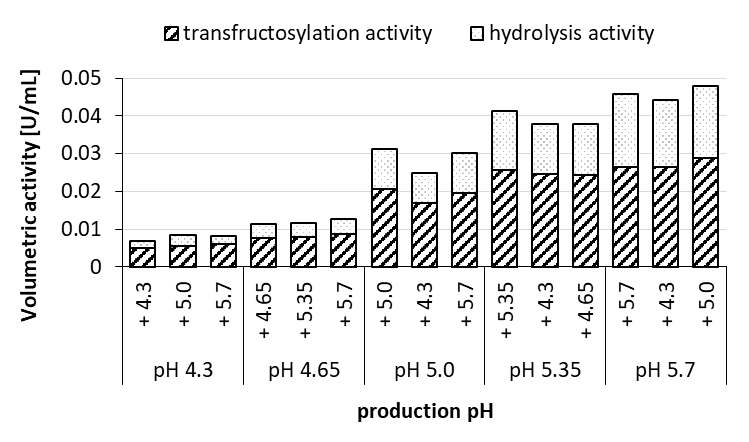 transfructosylation activity hydrolysis activity
Volumetric activity [U/mL]
0.05
0.04
0.03
0.02
0.01
0
+ 4.3 + 5.0 + 5.7 + 4.65 + 5.35 + 5.7 + 5.0 + 4.3 + 5.7 + 5.35 + 4.3 + 4.65 + 5.7 + 4.3 + 5.0
pH 4.3 pH 4.65 pH 5.0 pH 5.35 pH 5.7
production pH